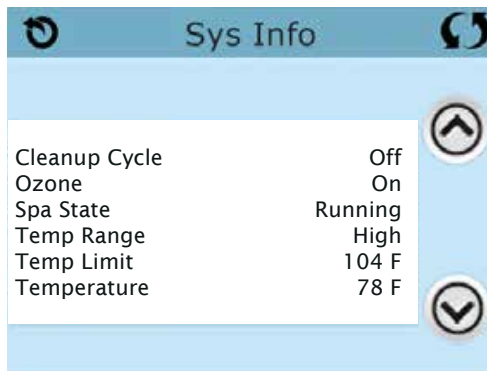 Sys Info
Cleanup Cycle Off
Ozone On
Spa State Running
Temp Range High
Temp Limit 104 F
Temperature 78 F